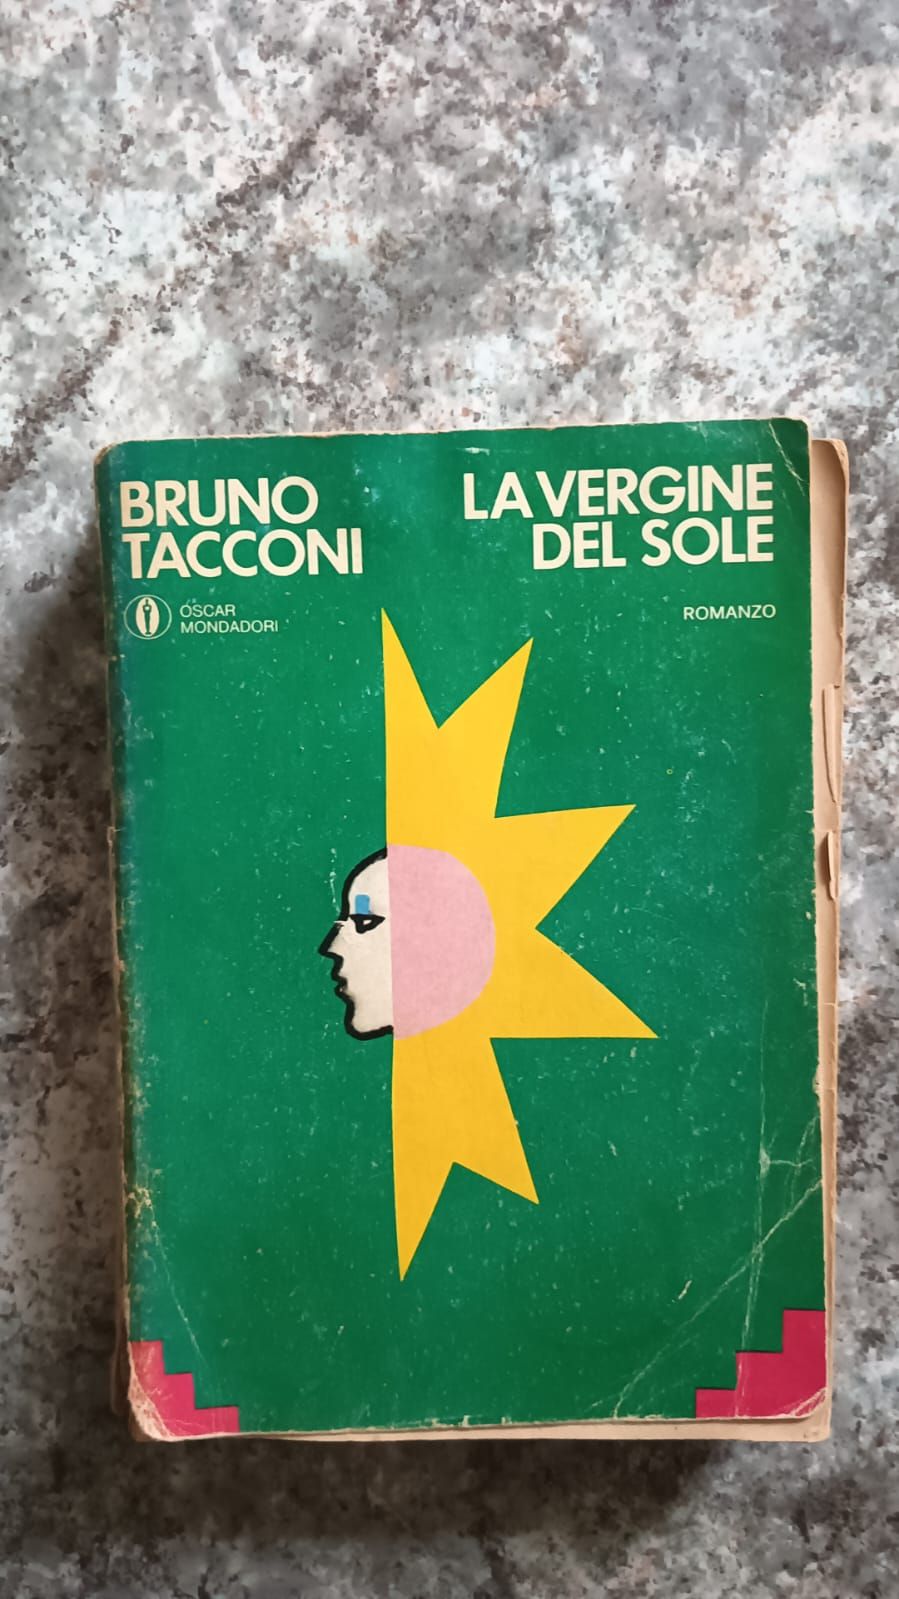 BRUNO
TACCONI
LA VERGINE
DEL SOLE
OSCAR
MONDADORI
ROMANZO